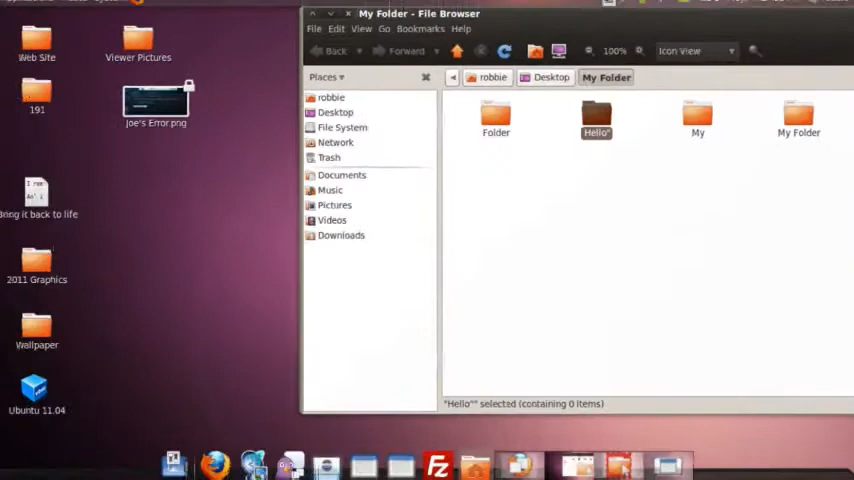 My Folder - File Browser
File Edit View Go Bookmarks Help
Back Forward 100% Icon View
Places
robbie Desktop My Folder
robbie
Desktop
File System
Network
Trash
Documents
Music
Pictures
Videos
Downloads
Folder Hello" My My Folder
"Hello"" selected (containing 0 items)
Web Site
Viewer Pictures
191
Joe's Error.png
Bring it back to life
2011 Graphics
Wallpaper
Ubuntu 11.04
FZ